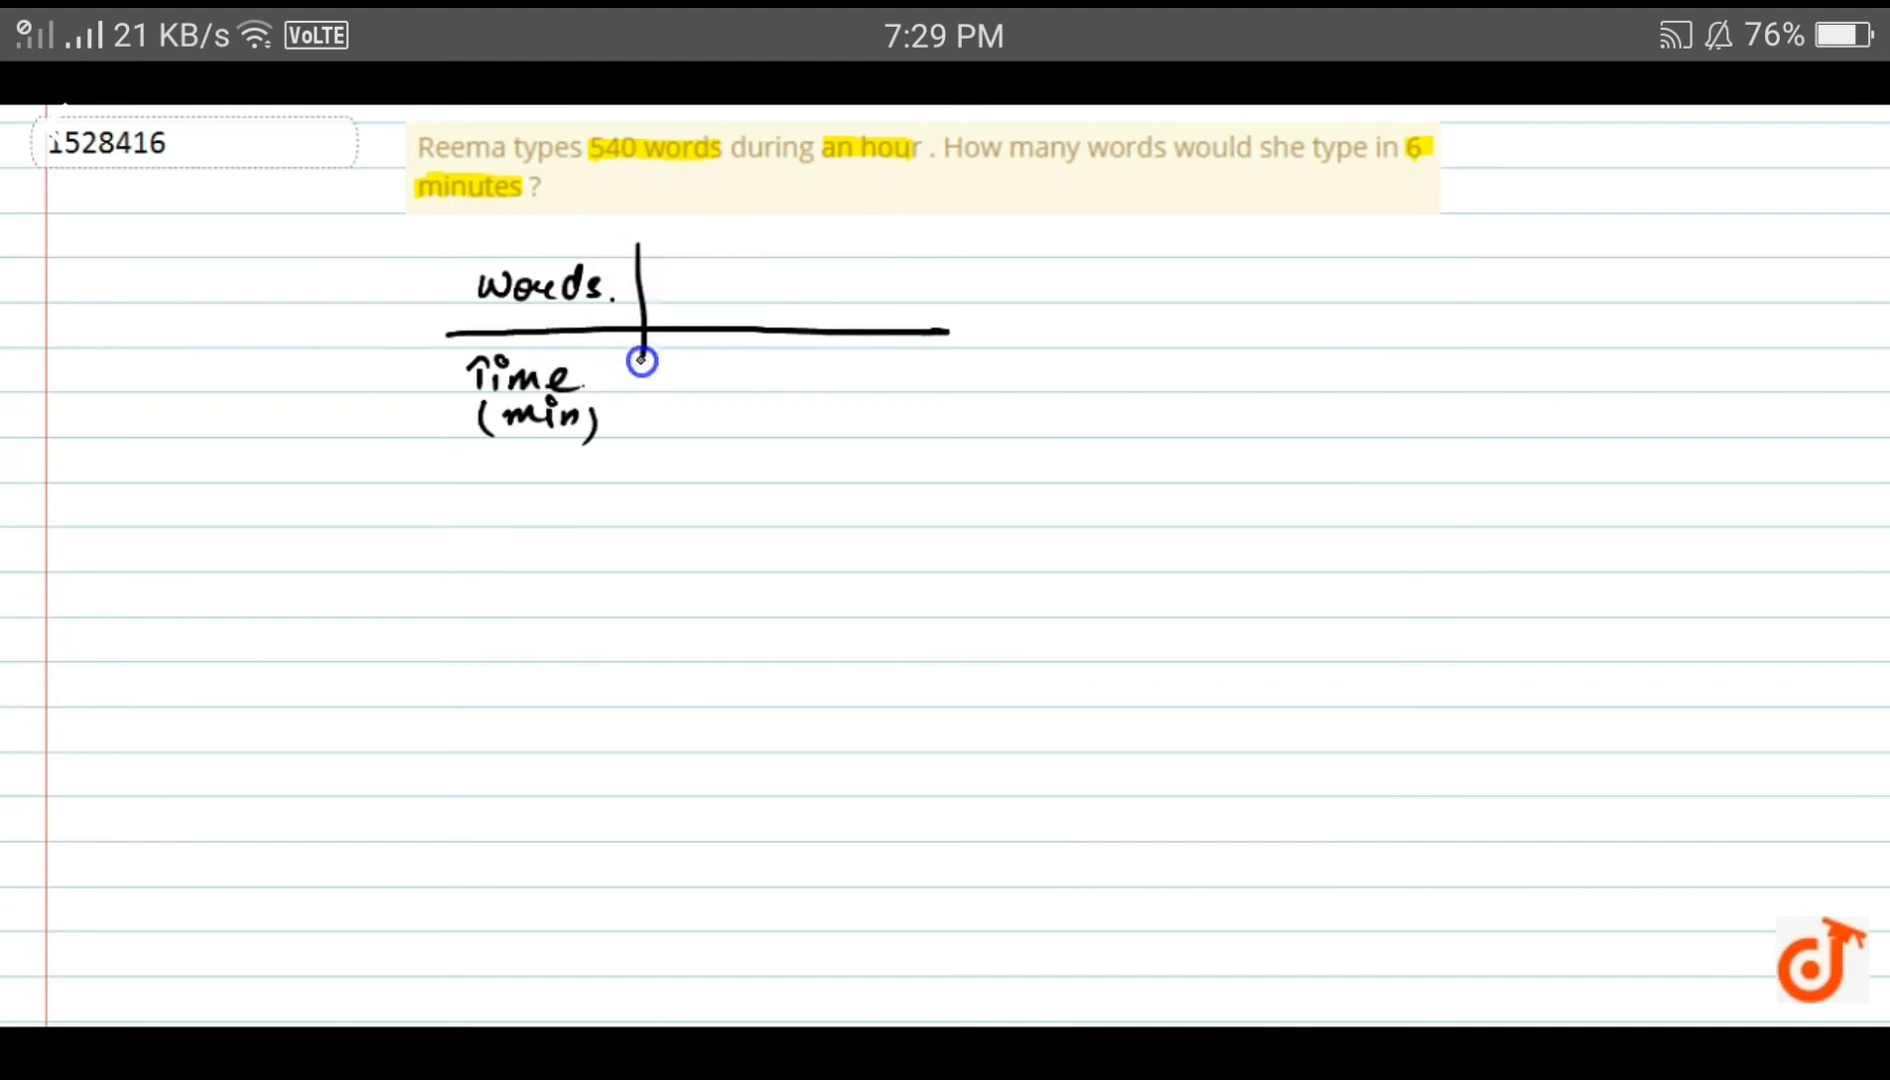 21 KB/s VoLTE 7:29 PM 76%
1528416
Reema types 540 words during an hour . How many words would she type in 6
minutes ?
words.
Time
(min)